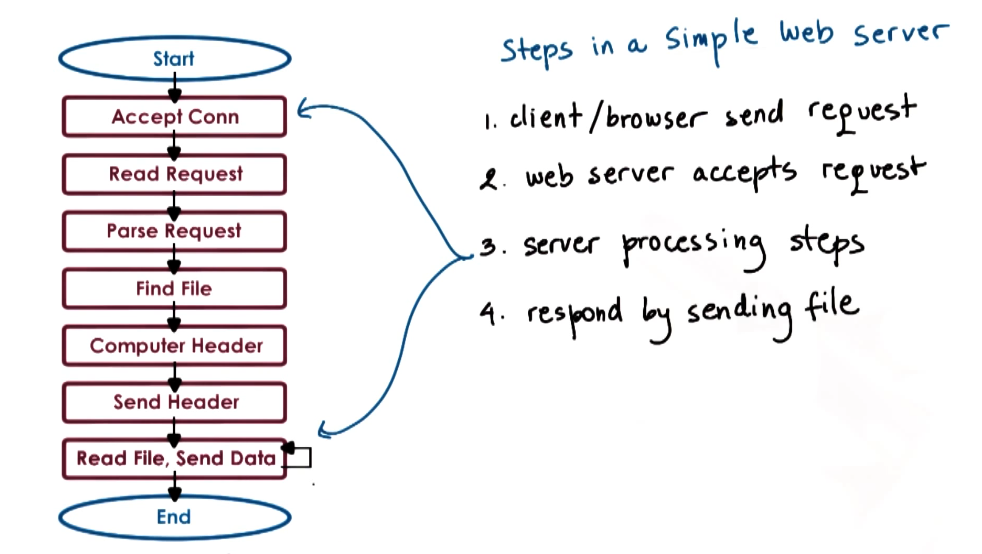 Start
Accept Conn
Read Request
Parse Request
Find File
Computer Header
Send Header
Read File, Send Data
End
Steps in a Simple Web server
1. client/browser send request
2. web server accepts request
3. server processing steps
4. respond by sending file